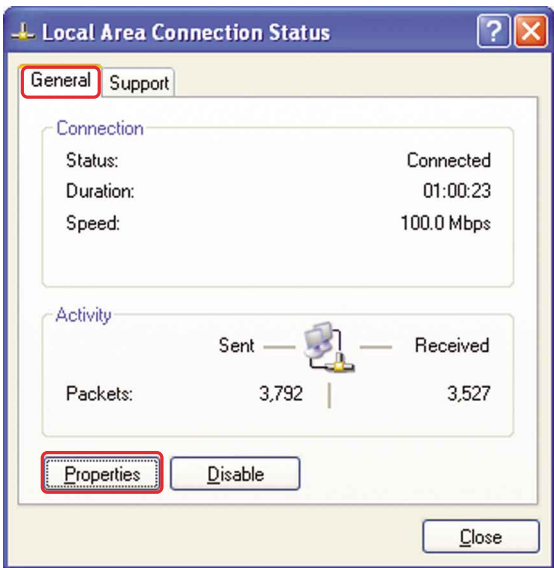 Local Area Connection Status
General Support
Connection
Status: Connected
Duration: 01:00:23
Speed: 100.0 Mbps
Activity
Sent Received
Packets: 3,792 3,527
Properties Disable
Close